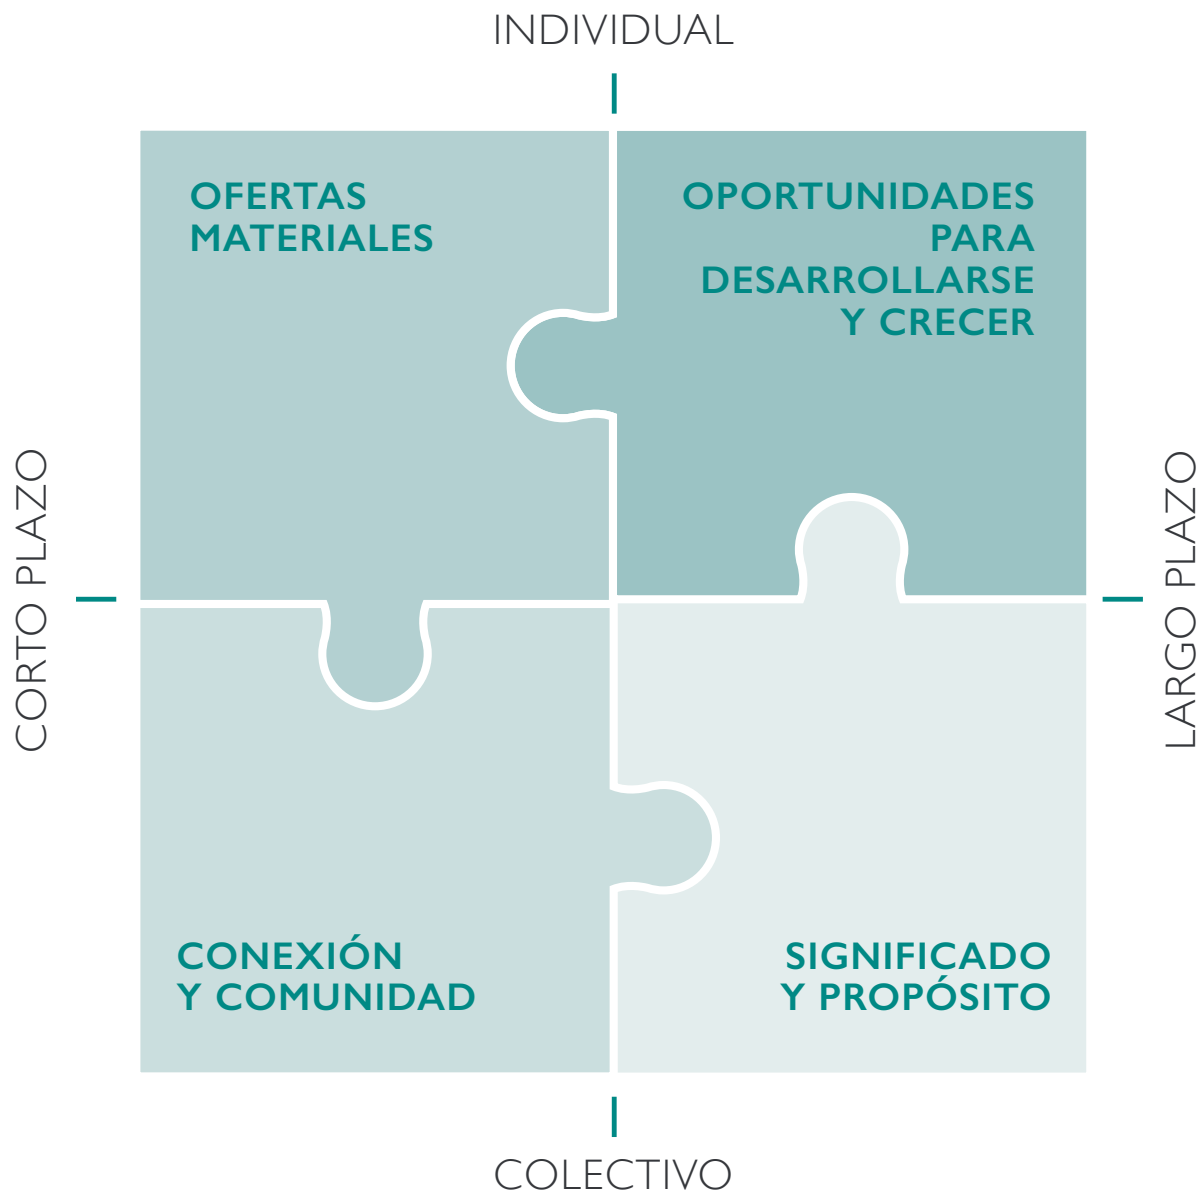 INDIVIDUAL
OFERTAS
MATERIALES
OPORTUNIDADES
PARA
DESARROLLARSE
Y CRECER
CORTO PLAZO
LARGO PLAZO
CONEXIÓN
Y COMUNIDAD
SIGNIFICADO
Y PROPÓSITO
COLECTIVO